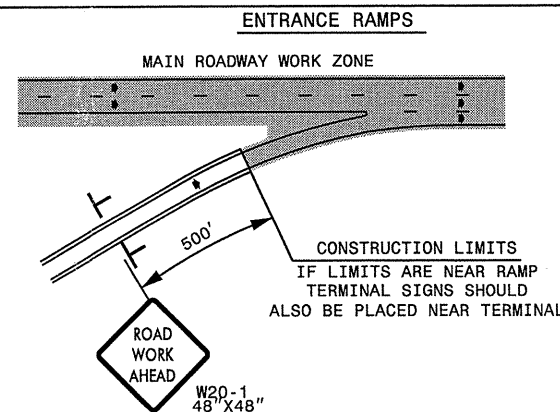 ENTRANCE RAMPS
MAIN ROADWAY WORK ZONE
500'
CONSTRUCTION LIMITS
IF LIMITS ARE NEAR RAMP
TERMINAL SIGNS SHOULD
ALSO BE PLACED NEAR TERMINAL
ROAD
WORK
AHEAD
W20-1
48"X48"